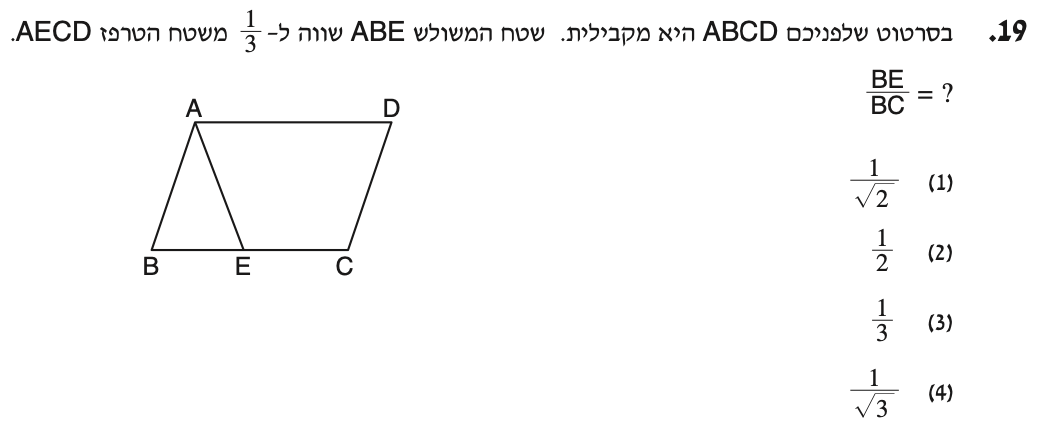 19. בסרטוט שלפניכם ABCD היא מקבילית. שטח המשולש ABE שווה ל- 1/3 משטח הטרפז AECD.
BE/BC = ?
(1) 1/√2
(2) 1/2
(3) 1/3
(4) 1/√3
A D
B E C